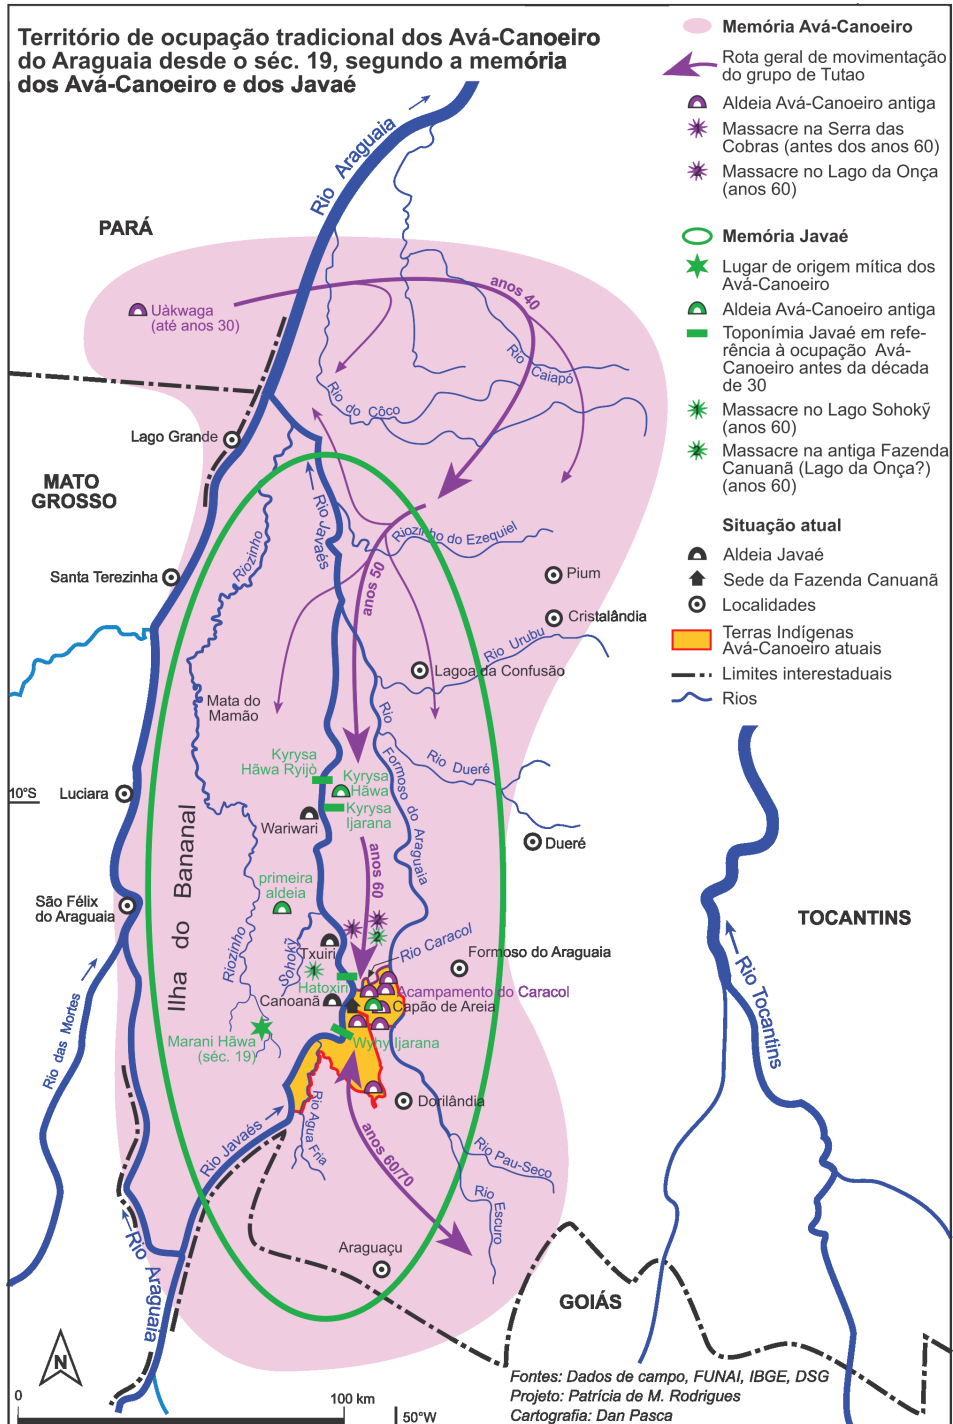 Território de ocupação tradicional dos Avá-Canoeiro
do Araguaia desde o séc. 19, segundo a memória
dos Avá-Canoeiro e dos Javaé
Memória Avá-Canoeiro
Rota geral de movimentação
do grupo de Tutao
Aldeia Avá-Canoeiro antiga
1
Massacre na Serra das
Cobras (antes dos anos 60)
2
Massacre no Lago da Onça
(anos 60)
Memória Javaé
Lugar de origem mítica dos
Avá-Canoeiro
Aldeia Avá-Canoeiro antiga
Toponímia Javaé em refe-
rência à ocupação Avá-
Canoeiro antes da década
de 30
1
Massacre no Lago Sohokỹ
(anos 60)
2
Massacre na antiga Fazenda
Canuanã (Lago da Onça?)
(anos 60)
Situação atual
Aldeia Javaé
Sede da Fazenda Canuanã
Localidades
Terras Indígenas
Avá-Canoeiro atuais
Limites interestaduais
Rios
Rio Araguaia
PARÁ
Uàkwaga
(até anos 30)
anos 40
Rio Caiapó
Rio do Côco
Lago Grande
MATO
GROSSO
Rio Javaés
Riozinho
Riozinho do Ezequiel
Santa Terezinha
anos 50
Pium
Cristalândia
Rio Urubu
Lagoa da Confusão
Mata do
Mamão
Rio Formoso do Araguaia
Rio Dueré
Kyrysa
Hãwa Ryijò
Kyrysa
Hãwa
10°S
Luciara
Kyrysa
Ijarana
Wariwari
Dueré
Ilha do Bananal
anos 60
primeira
aldeia
São Félix
do Araguaia
1
2
2
TOCANTINS
Riozinho
Sohokỹ
Txuiri
Rio Caracol
Formoso do Araguaia
1
Hatoxiri
Acampamento do Caracol
Canoanã
Capão de Areia
Rio Tocantins
Rio das Mortes
Marani Hãwa
(séc. 19)
Wyhy Ijarana
Dorilândia
Rio Javaés
Rio Agua Fria
anos 60/70
Rio Pau-Seco
Rio Escuro
Rio Araguaia
Araguaçu
GOIÁS
N
0
100 km
50°W
Fontes: Dados de campo, FUNAI, IBGE, DSG
Projeto: Patrícia de M. Rodrigues
Cartografia: Dan Pasca